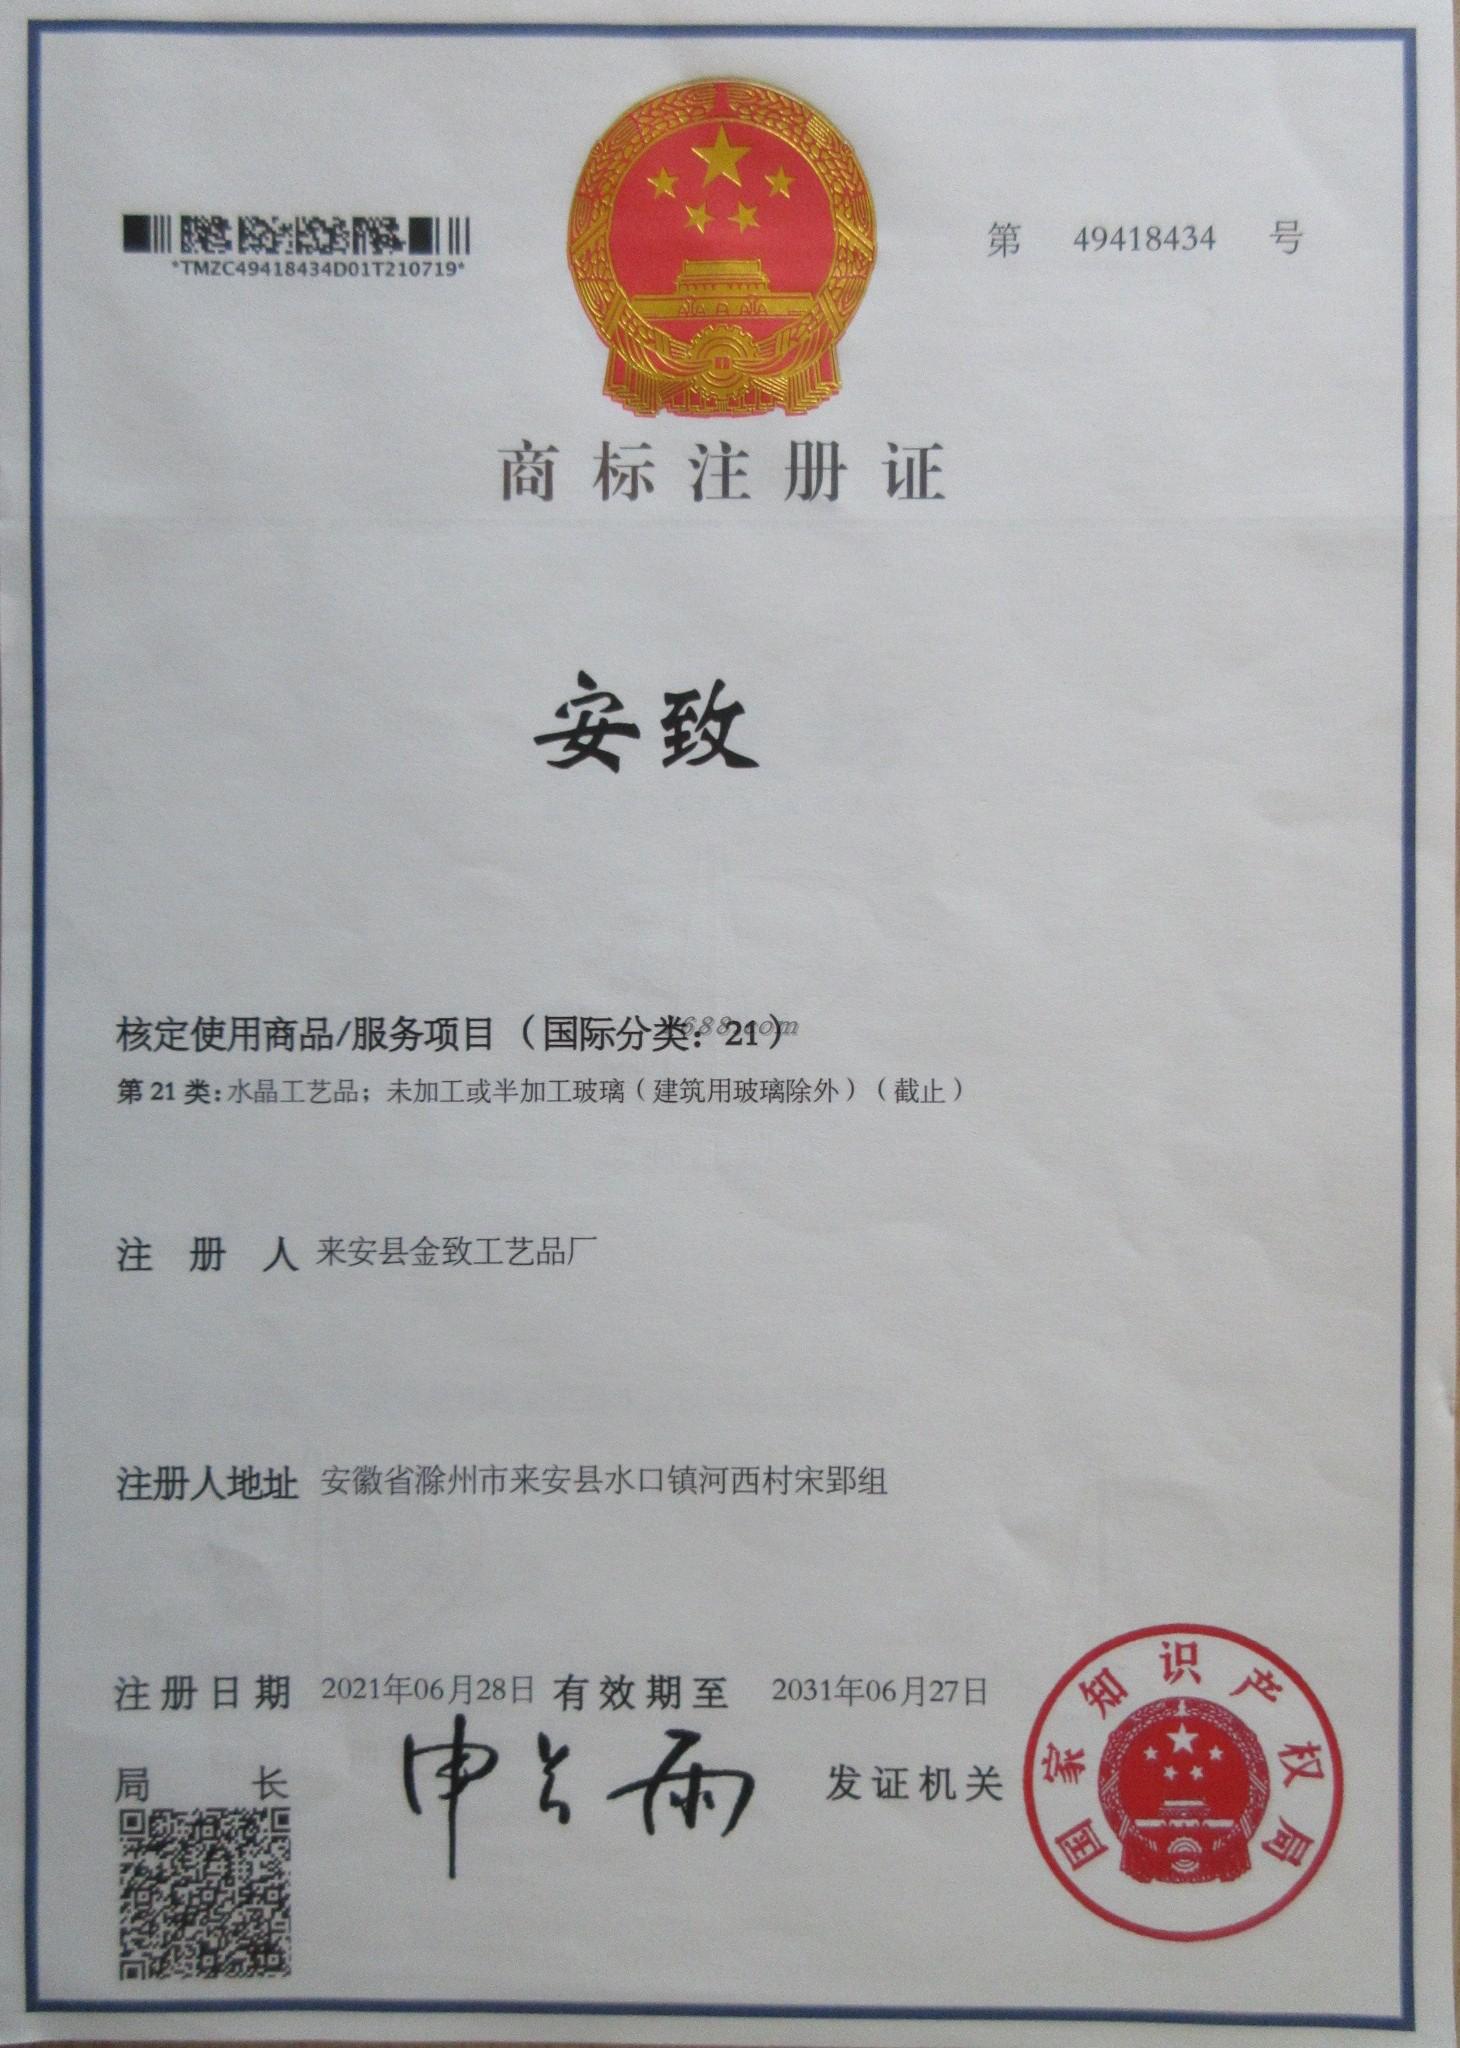 *TMZC49418434D01T210719*
第 49418434 号
商标注册证
安致
核定使用商品/服务项目（国际分类：21）
第21类：水晶工艺品；未加工或半加工玻璃（建筑用玻璃除外）（截止）
注册人 来安县金致工艺品厂
注册人地址 安徽省滁州市来安县水口镇河西村宋郢组
注册日期 2021年06月28日 有效期至 2031年06月27日
局长 申长雨 发证机关
国家知识产权局